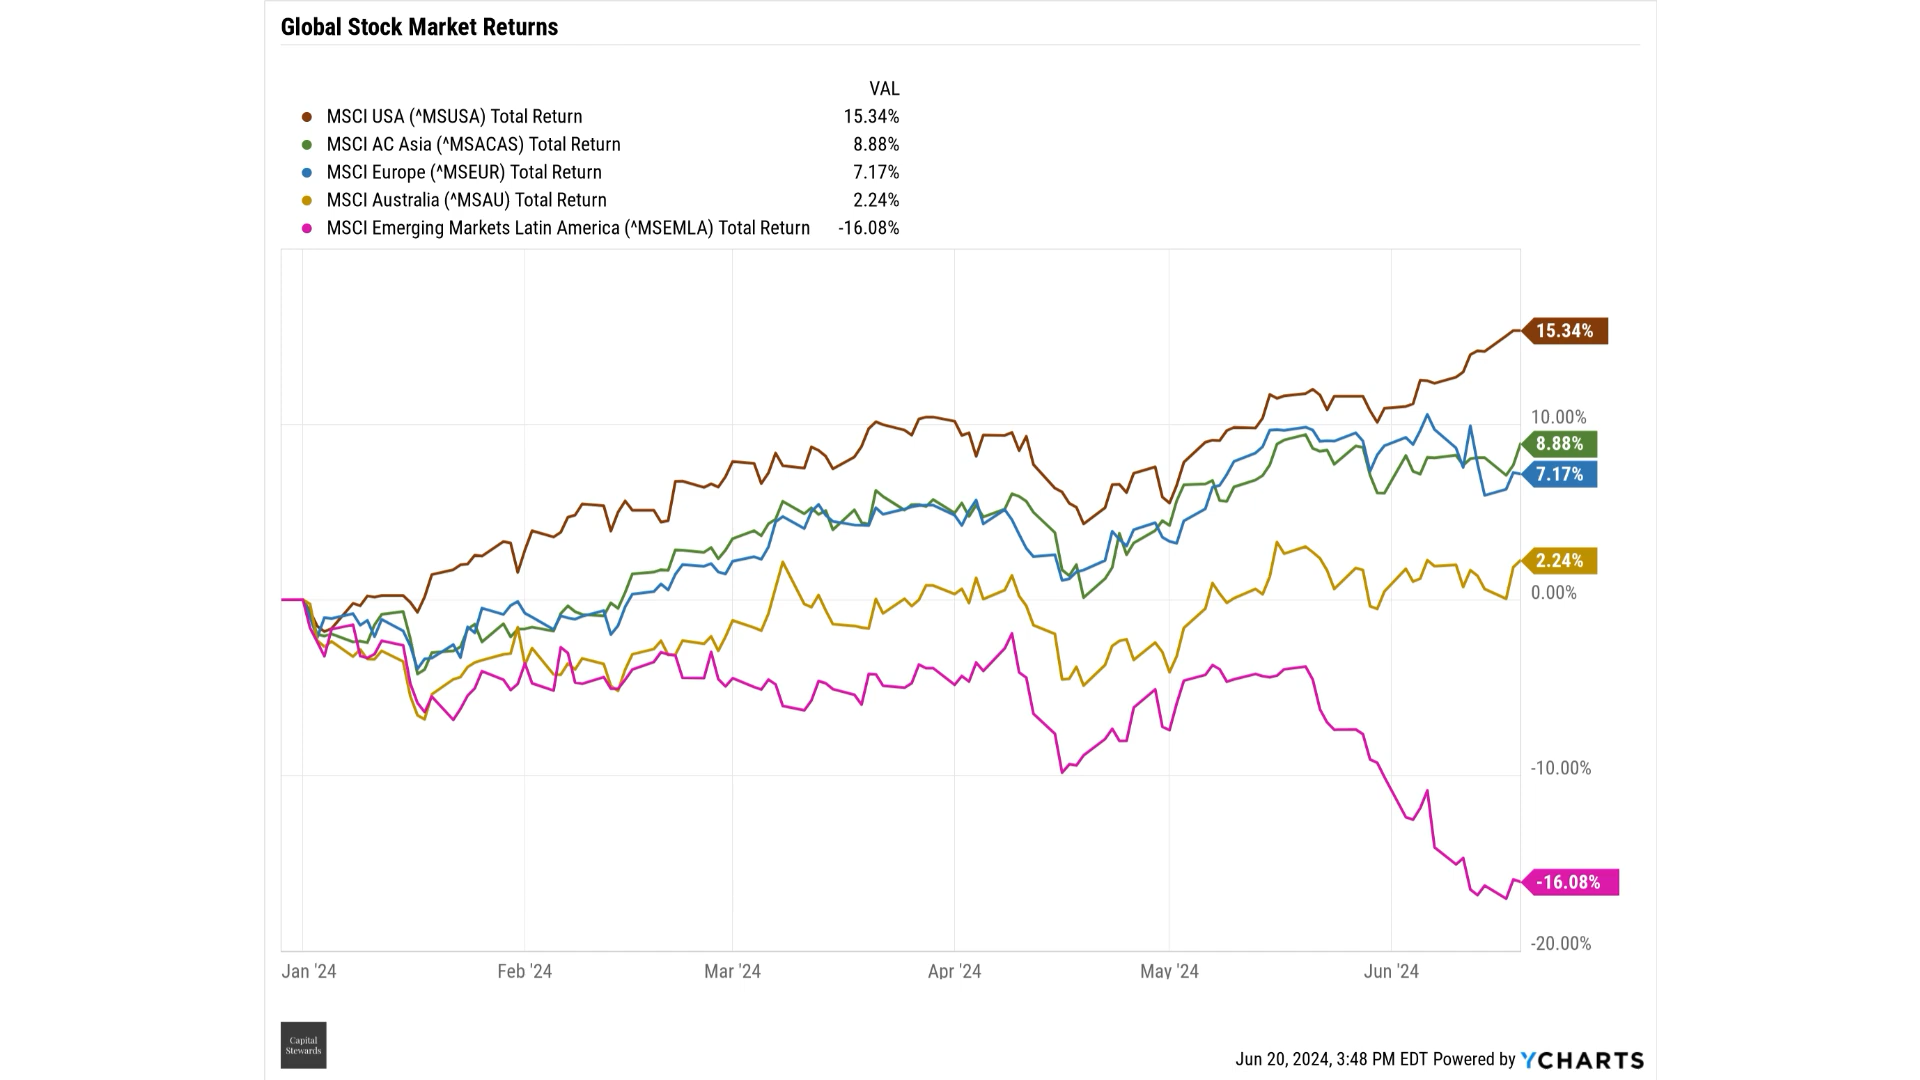 Global Stock Market Returns
VAL
MSCI USA (^MSUSA) Total Return 15.34%
MSCI AC Asia (^MSACAS) Total Return 8.88%
MSCI Europe (^MSEUR) Total Return 7.17%
MSCI Australia (^MSAU) Total Return 2.24%
MSCI Emerging Markets Latin America (^MSEMLA) Total Return -16.08%
15.34%
10.00%
8.88%
7.17%
2.24%
0.00%
-10.00%
-16.08%
-20.00%
Jan '24 Feb '24 Mar '24 Apr '24 May '24 Jun '24
Capital
Stewards
Jun 20, 2024, 3:48 PM EDT Powered by YCHARTS